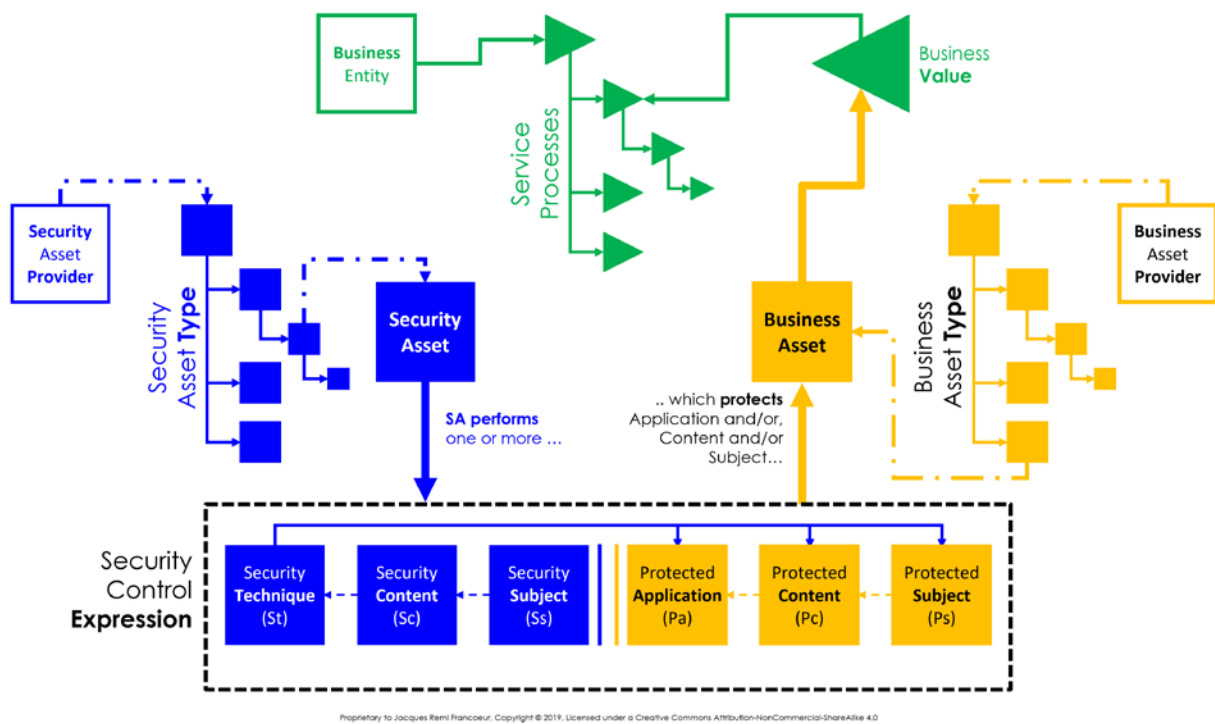 Business
Entity
Service
Processes
Business
Value
Security
Asset
Provider
Security
Asset Type
Security
Asset
Business
Asset
Business
Asset Type
Business
Asset
Provider
SA performs
one or more ...
.. which protects
Application and/or,
Content and/or
Subject...
Security
Control
Expression
Security
Technique
(St)
Security
Content
(Sc)
Security
Subject
(Ss)
Protected
Application
(Pa)
Protected
Content
(Pc)
Protected
Subject
(Ps)
Proprietary to Jacques Remi Francoeur, Copyright © 2019, Licensed under a Creative Commons Attribution-NonCommercial-ShareAlike 4.0